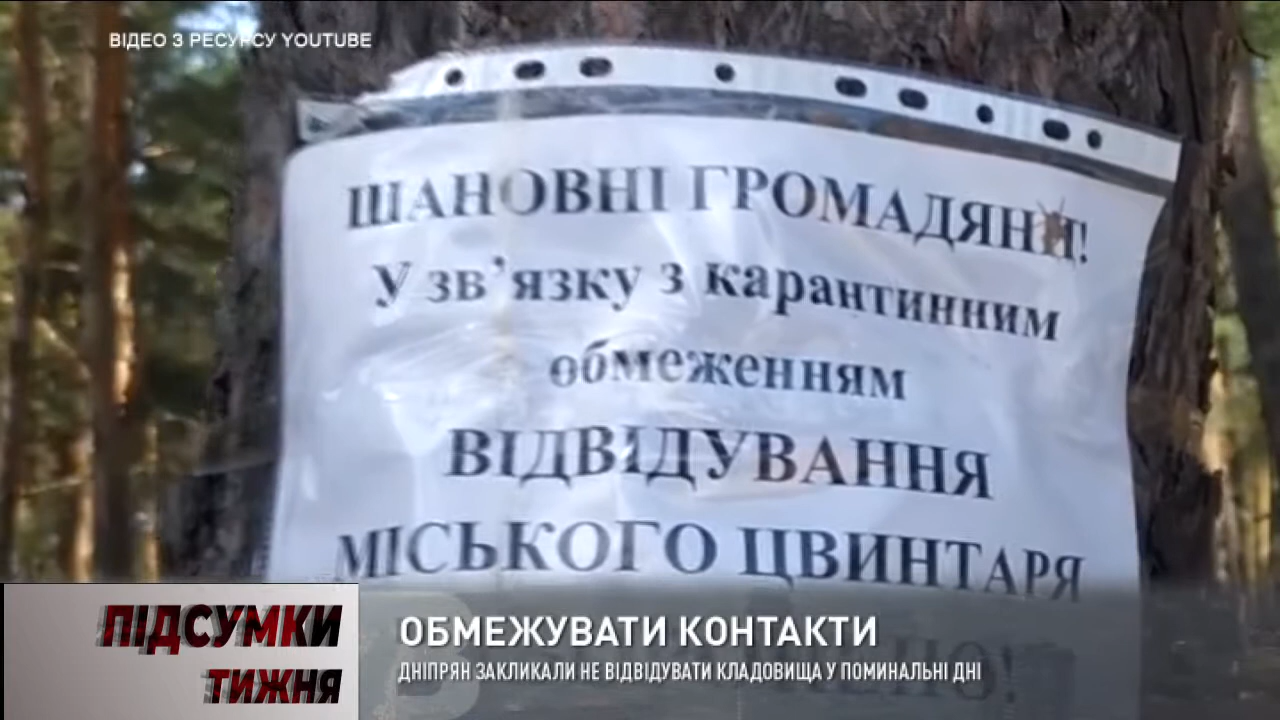 ВІДЕО З РЕСУРСУ YOUTUBE
ШАНОВНІ ГРОМАДЯНИ!
У зв’язку з карантинним
обмеженням
ВІДВІДУВАННЯ
МІСЬКОГО ЦВИНТАРЯ
ПІДСУМКИ
ТИЖНЯ
ОБМЕЖУВАТИ КОНТАКТИ
ДНІПРЯН ЗАКЛИКАЛИ НЕ ВІДВІДУВАТИ КЛАДОВИЩА У ПОМИНАЛЬНІ ДНІ